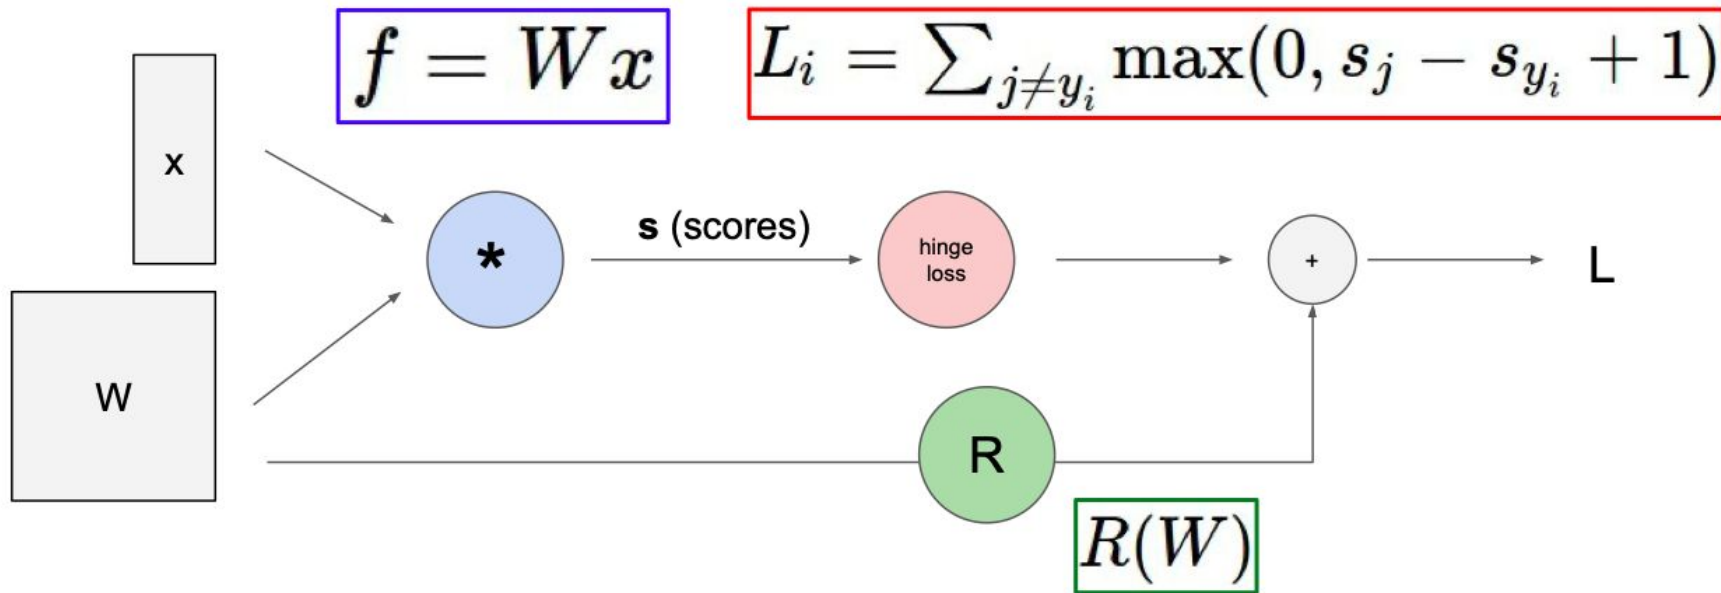 f = Wx
L_i = ∑_{j≠y_i} max(0, s_j − s_{y_i} + 1)
x
*
s (scores)
hinge
loss
+
L
W
R
R(W)